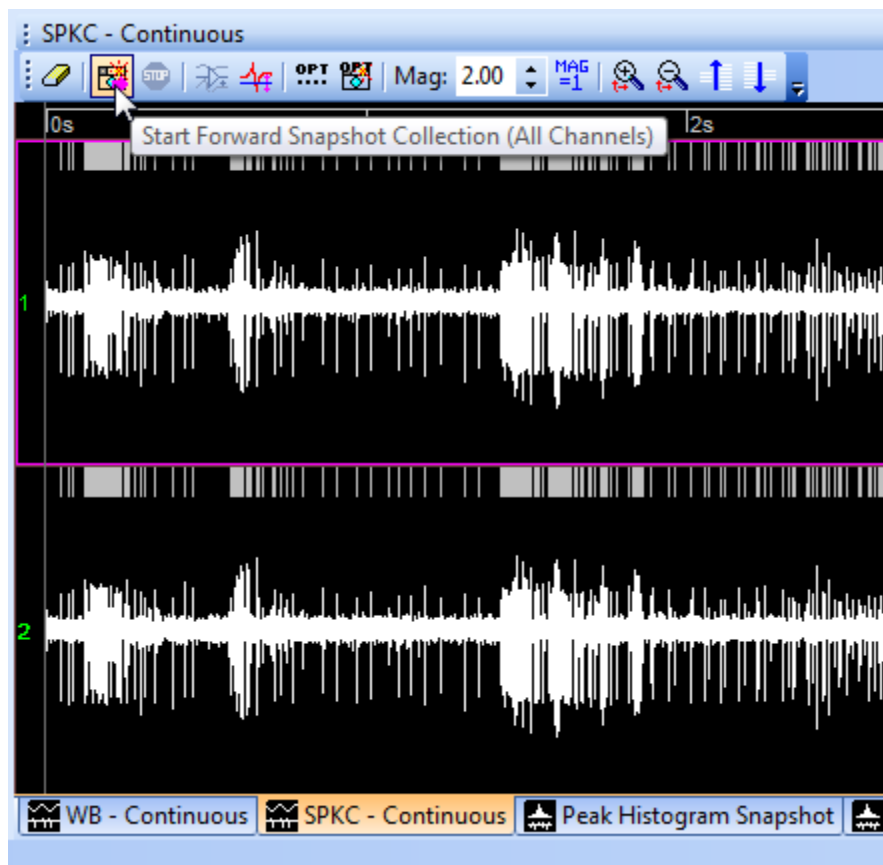 SPKC - Continuous
STOP OPT OPT Mag: 2.00 MAG =1
0s 2s
Start Forward Snapshot Collection (All Channels)
1
2
WB - Continuous SPKC - Continuous Peak Histogram Snapshot